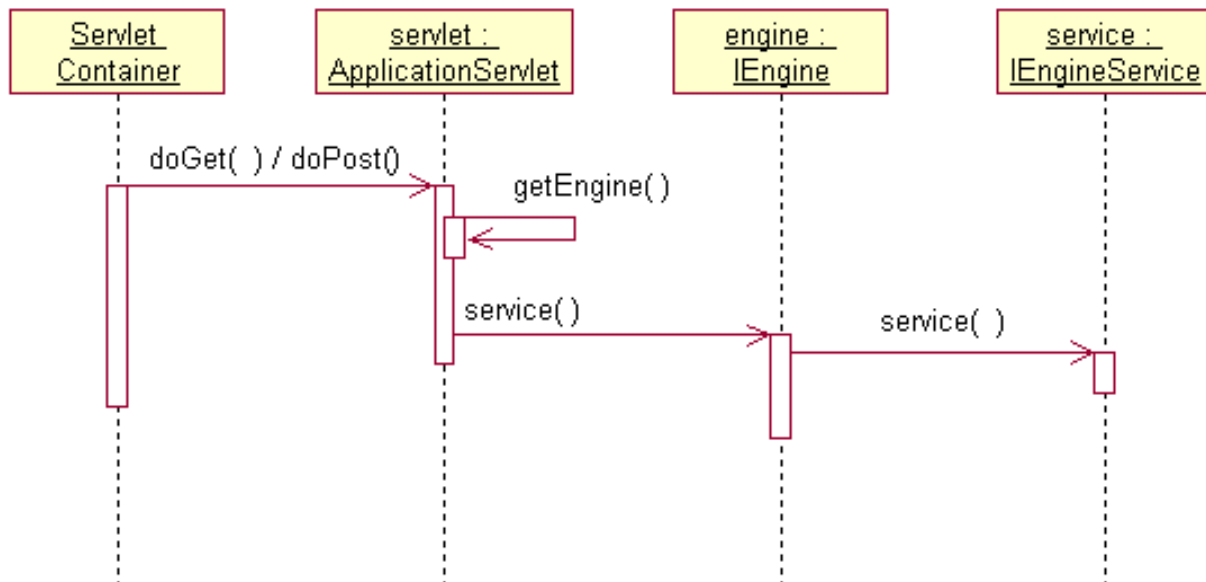 Servlet
Container
servlet :
ApplicationServlet
engine :
IEngine
service :
IEngineService
doGet(  ) / doPost()
getEngine( )
service( )
service(  )